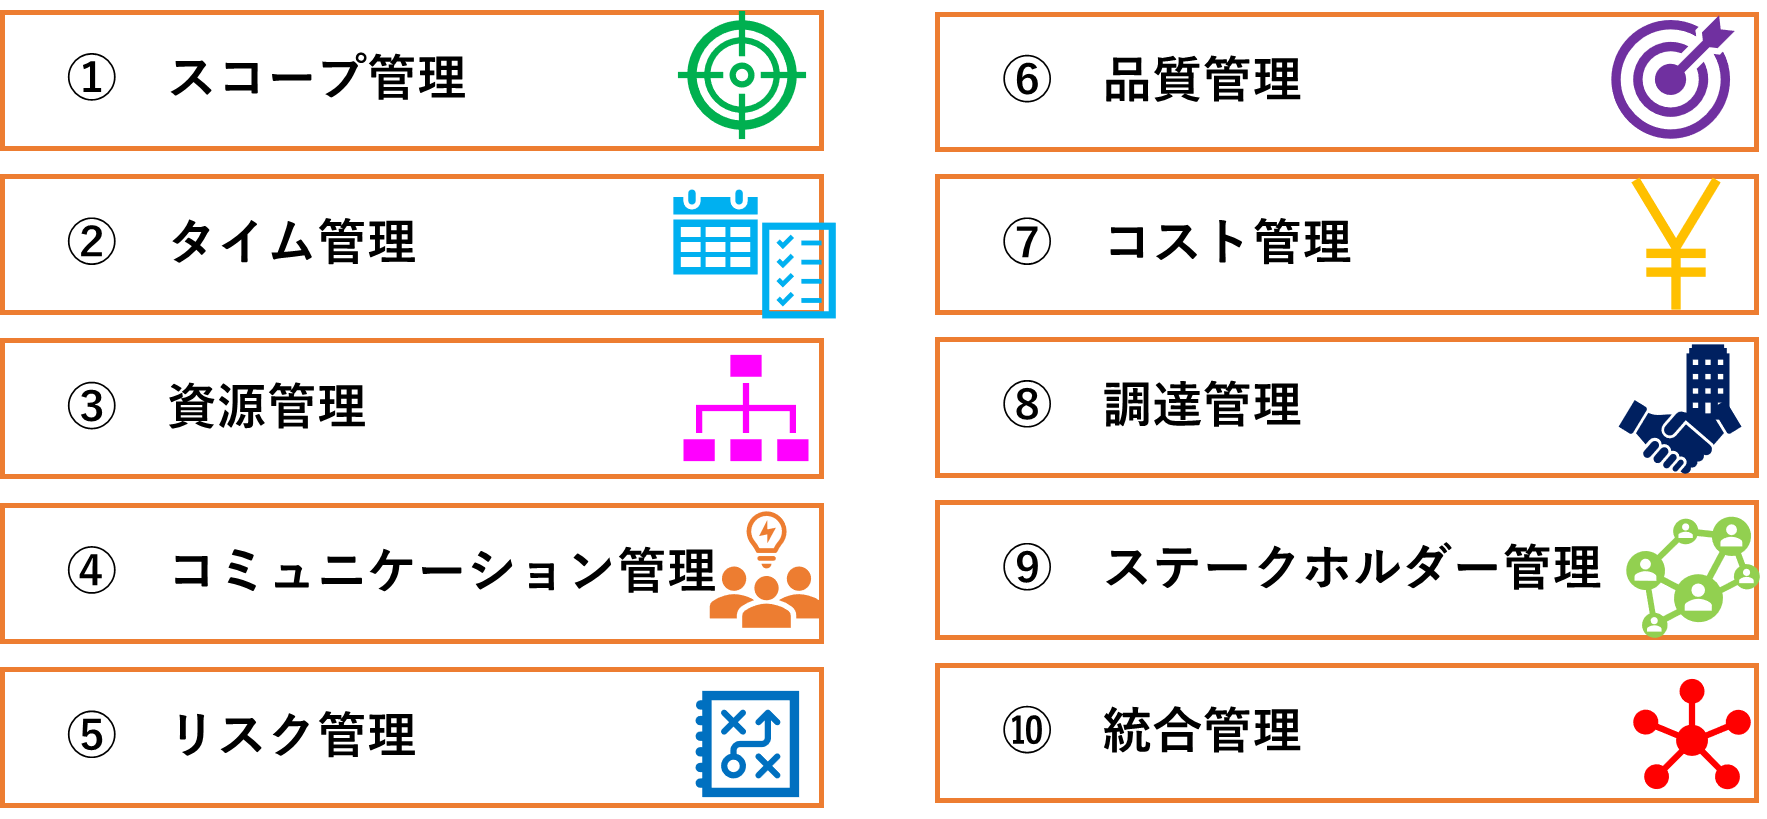 ① スコープ管理
② タイム管理
③ 資源管理
④ コミュニケーション管理
⑤ リスク管理
⑥ 品質管理
⑦ コスト管理
⑧ 調達管理
⑨ ステークホルダー管理
⑩ 統合管理